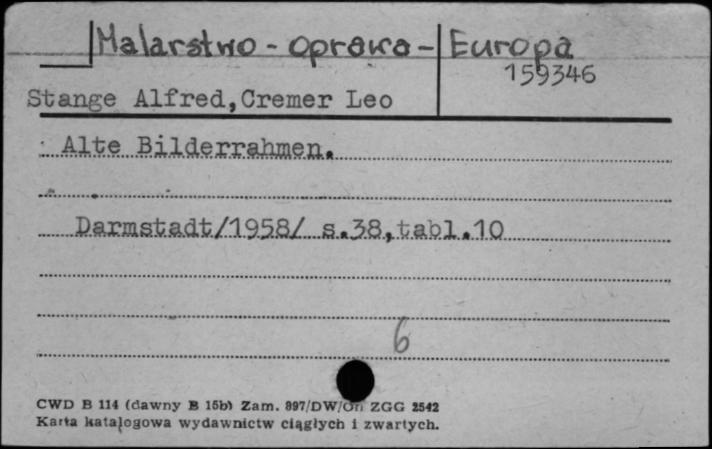 Malarstwo - oprawa - Europa
159346
Stange Alfred,Cremer Leo
Alte Bilderrahmen.
Darmstadt/1958/ s.38,tabl.10
6
CWD B 114 (dawny B 15b) Zam. 897/DW/On ZGG 2542
Karta katalogowa wydawnictw ciągłych i zwartych.